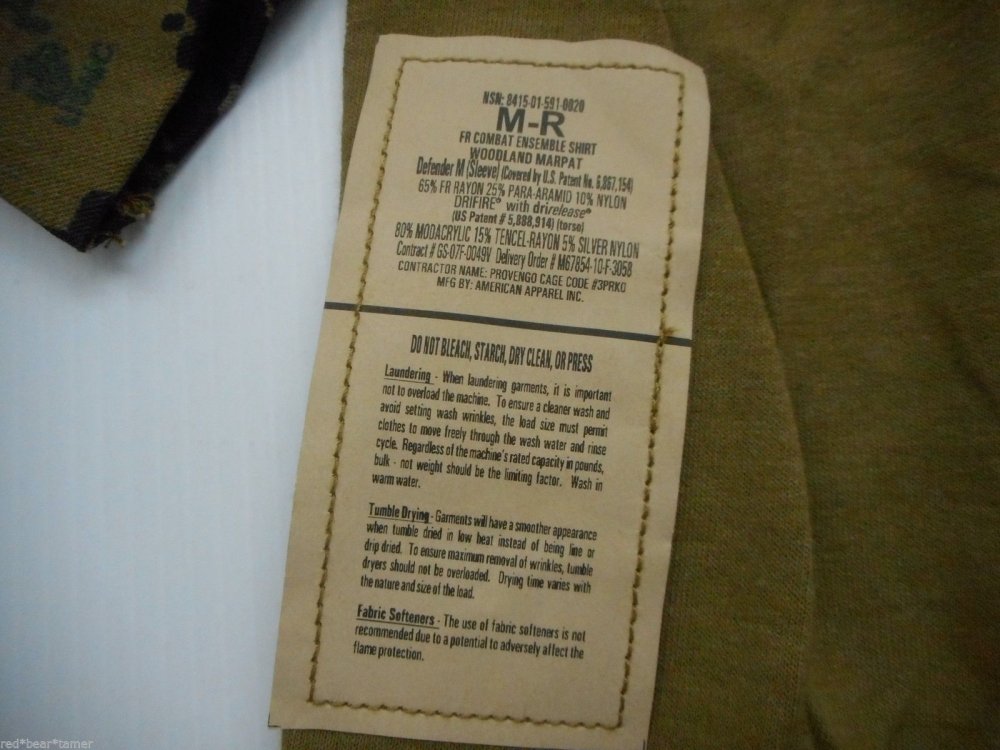 NSN: 8415-01-591-0020
M-R
FR COMBAT ENSEMBLE SHIRT
WOODLAND MARPAT
Defender M (Sleeve) (Covered by U.S. Patent No. 6,867,154)
65% FR RAYON 25% PARA-ARAMID 10% NYLON
DRIFIRE® with drirelease®
(US Patent # 5,888,914) (torso)
80% MODACRYLIC 15% TENCEL-RAYON 5% SILVER NYLON
Contract # GS-07F-0049V Delivery Order # M67854-10-F-3058
CONTRACTOR NAME: PROVENGO CAGE CODE #3PRK0
MFG BY: AMERICAN APPAREL INC.
DO NOT BLEACH, STARCH, DRY CLEAN, OR PRESS
Laundering - When laundering garments, it is important
not to overload the machine. To ensure a cleaner wash and
avoid setting wash wrinkles, the load size must permit
clothes to move freely through the wash water and rinse
cycle. Regardless of the machine's rated capacity in pounds,
bulk - not weight should be the limiting factor. Wash in
warm water.
Tumble Drying - Garments will have a smoother appearance
when tumble dried in low heat instead of being line or
drip dried. To ensure maximum removal of wrinkles, tumble
dryers should not be overloaded. Drying time varies with
the nature and size of the load.
Fabric Softeners - The use of fabric softeners is not
recommended due to a potential to adversely affect the
flame protection.
red*bear*tamer